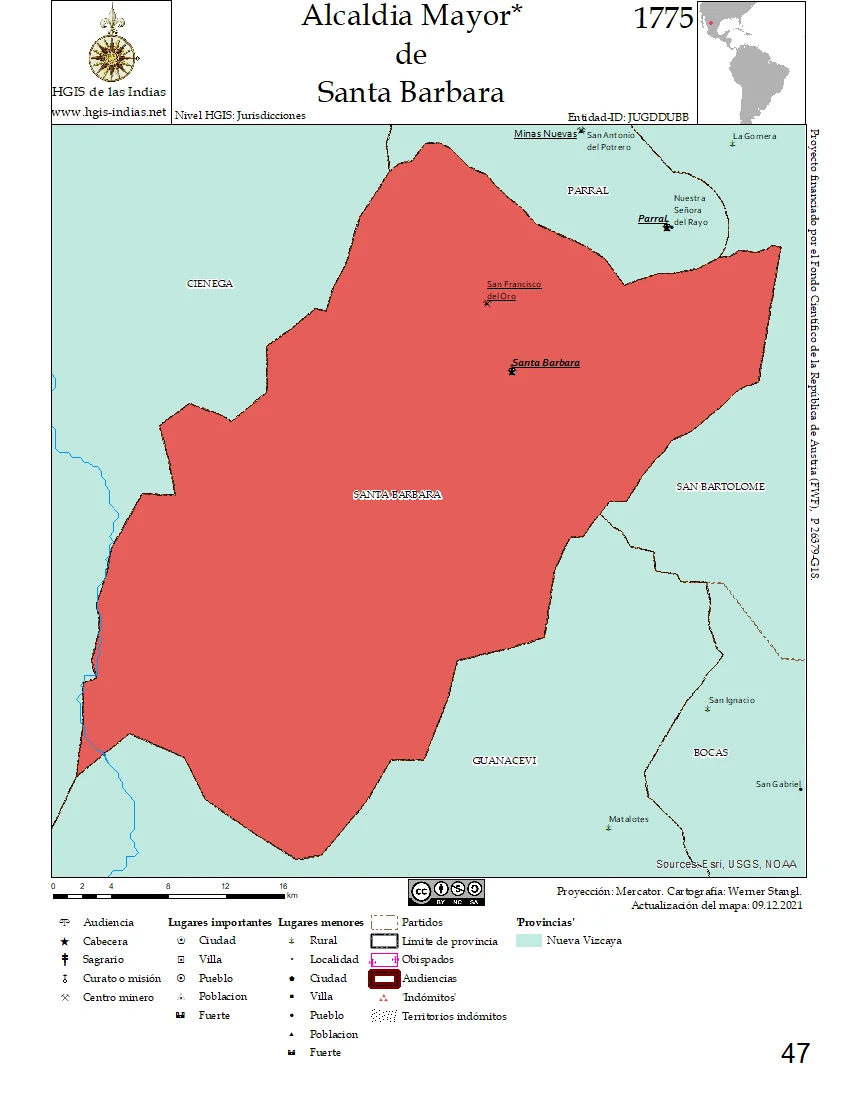 Alcaldia Mayor*
de
Santa Barbara
1775
HGIS de las Indias
www.hgis-indias.net
Nivel HGIS: Jurisdicciones
Entidad-ID: JUGDDUBB
Minas Nuevas
San Antonio
del Potrero
La Gomera
PARRAL
Nuestra
Señora
del Rayo
Parral
CIENEGA
San Francisco
del Oro
Santa Barbara
SANTA BARBARA
SAN BARTOLOME
San Ignacio
BOCAS
GUANACEVI
San Gabriel
Matalotes
Sources: Esri, USGS, NOAA
Proyecto financiado por el Fondo Científico de la República de Austria (FWF), P 26379-G18.
0 2 4 8 12 16
km
CC BY NC SA
Proyección: Mercator. Cartografía: Werner Stangl.
Actualización del mapa: 09.12.2021
Audiencia
Cabecera
Sagrario
Curato o misión
Centro minero
Lugares importantes
Ciudad
Villa
Pueblo
Poblacion
Fuerte
Lugares menores
Rural
Localidad
Ciudad
Villa
Pueblo
Poblacion
Fuerte
Partidos
Límite de provincia
Obispados
Audiencias
'Indómitos'
Territorios indómitos
'Provincias'
Nueva Vizcaya
47